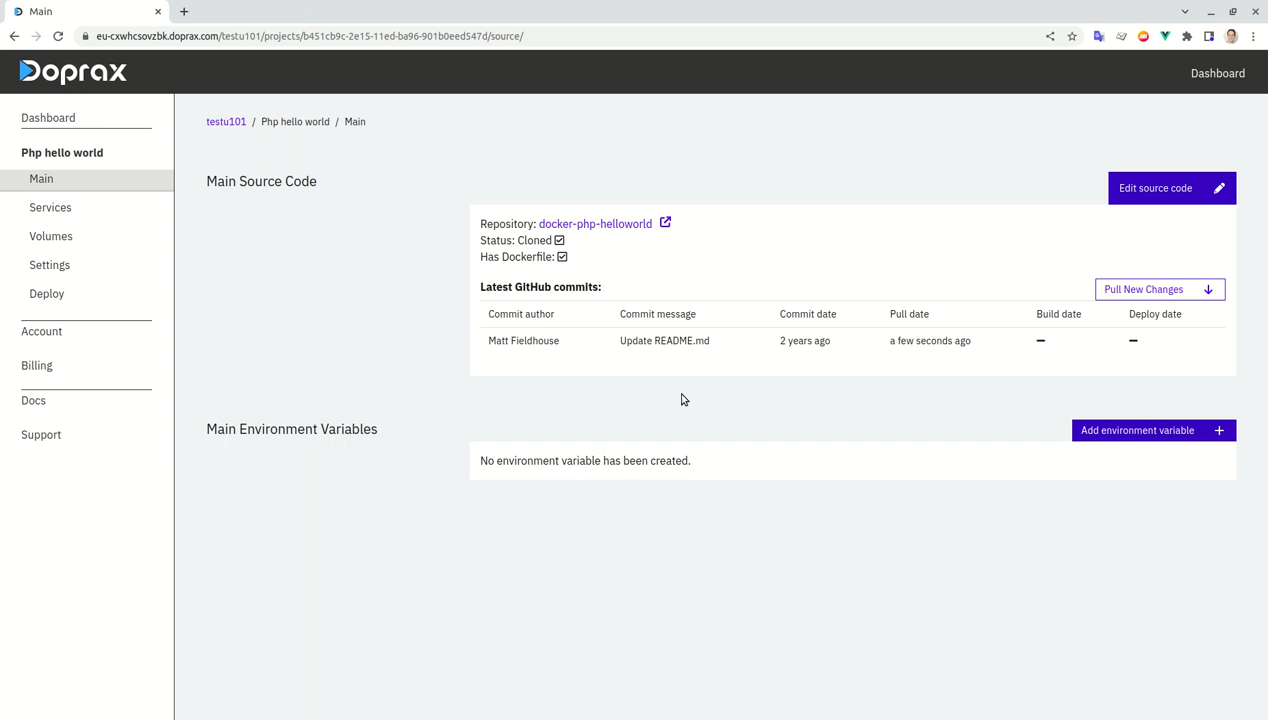 Main
eu-cxwhcsovzbk.doprax.com/testu101/projects/b451cb9c-2e15-11ed-ba96-901b0eed547d/source/
Doprax
Dashboard
Dashboard
Php hello world
Main
Services
Volumes
Settings
Deploy
Account
Billing
Docs
Support
testu101 / Php hello world / Main
Main Source Code
Edit source code
Repository: docker-php-helloworld
Status: Cloned
Has Dockerfile:
Latest GitHub commits:
Pull New Changes
Commit author Commit message Commit date Pull date Build date Deploy date
Matt Fieldhouse Update README.md 2 years ago a few seconds ago – –
Main Environment Variables
Add environment variable +
No environment variable has been created.